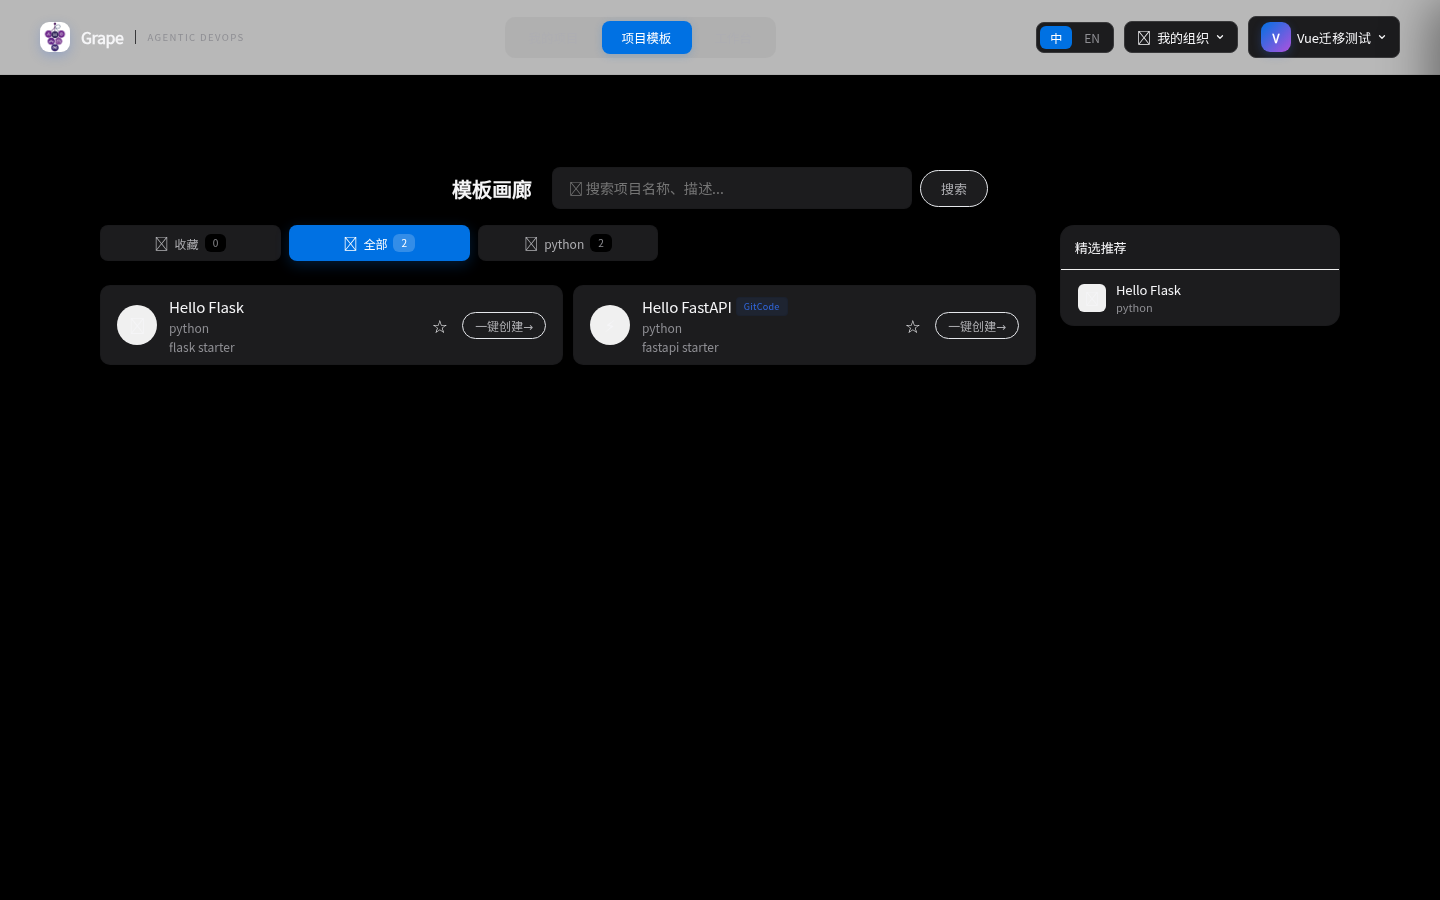 Grape
AGENTIC DEVOPS
项目模板
中
EN
我的组织
V
Vue迁移测试
模板画廊
搜索项目名称、描述...
搜索
收藏 0
全部 2
python 2
Hello Flask
python
flask starter
一键创建→
Hello FastAPI GitCode
python
fastapi starter
一键创建→
精选推荐
Hello Flask
python